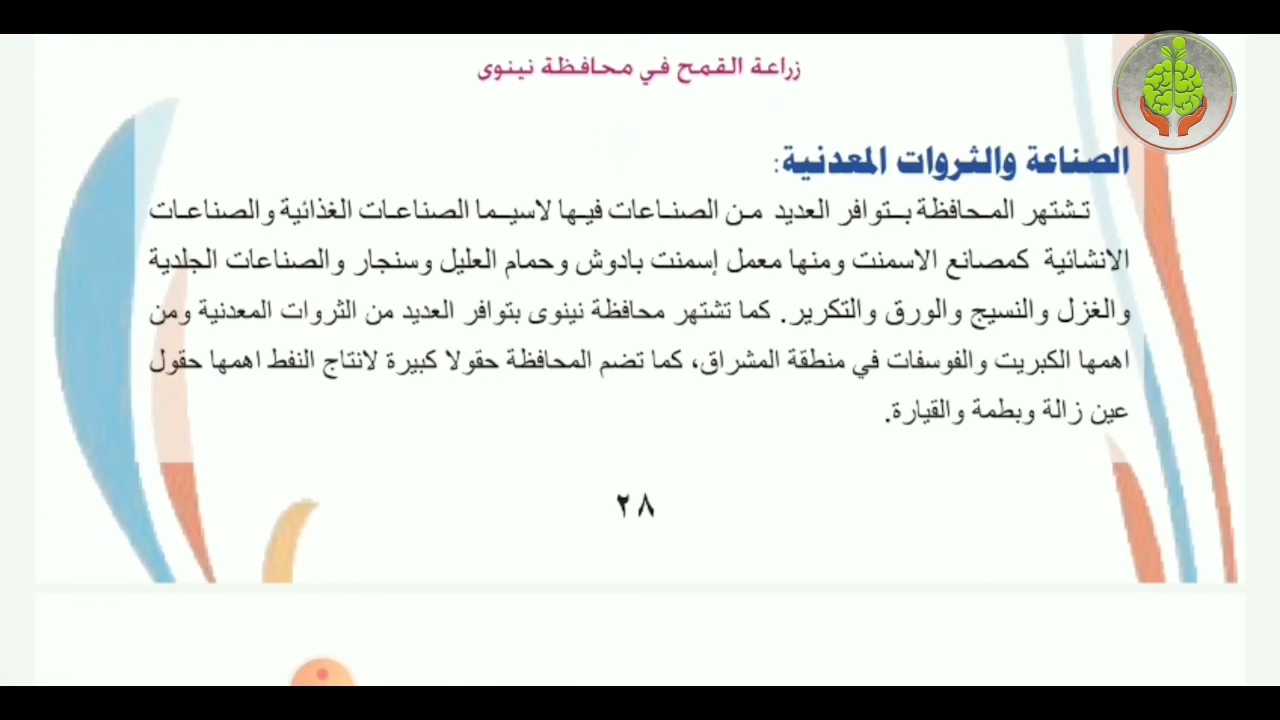 زراعة القمح في محافظة نينوى
الصناعة والثروات المعدنية:
تشتهر المحافظة بتوافر العديد من الصناعات فيها لاسيما الصناعات الغذائية والصناعات
الانشائية كمصانع الاسمنت ومنها معمل إسمنت بادوش وحمام العليل وسنجار والصناعات الجلدية
والغزل والنسيج والورق والتكرير. كما تشتهر محافظة نينوى بتوافر العديد من الثروات المعدنية ومن
اهمها الكبريت والفوسفات في منطقة المشراق، كما تضم المحافظة حقولا كبيرة لانتاج النفط اهمها حقول
عين زالة وبطمة والقيارة.
٢٨